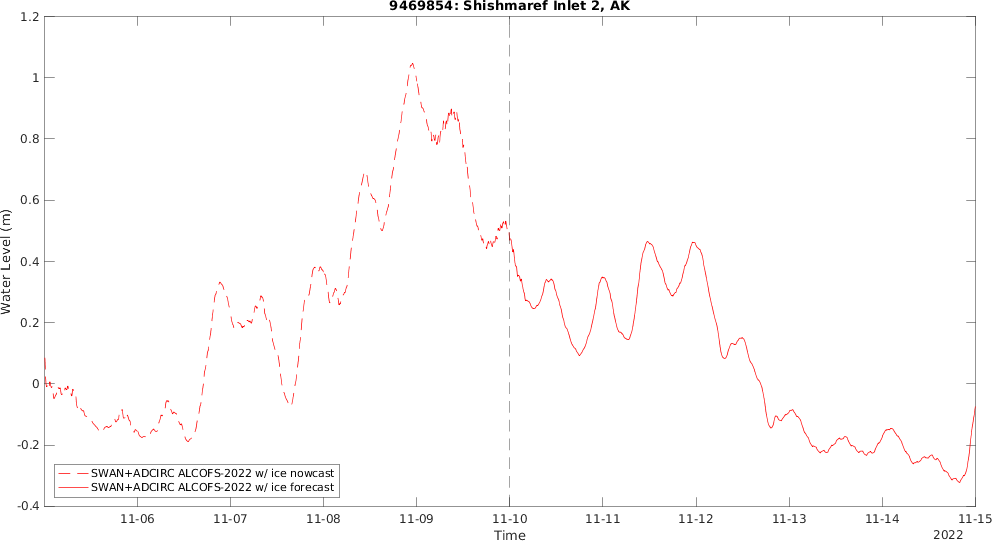 9469854: Shishmaref Inlet 2, AK
1.2
1
0.8
0.6
0.4
0.2
0
-0.2
-0.4
Water Level (m)
SWAN+ADCIRC ALCOFS-2022 w/ ice nowcast
SWAN+ADCIRC ALCOFS-2022 w/ ice forecast
11-06 11-07 11-08 11-09 11-10 11-11 11-12 11-13 11-14 11-15
Time
2022